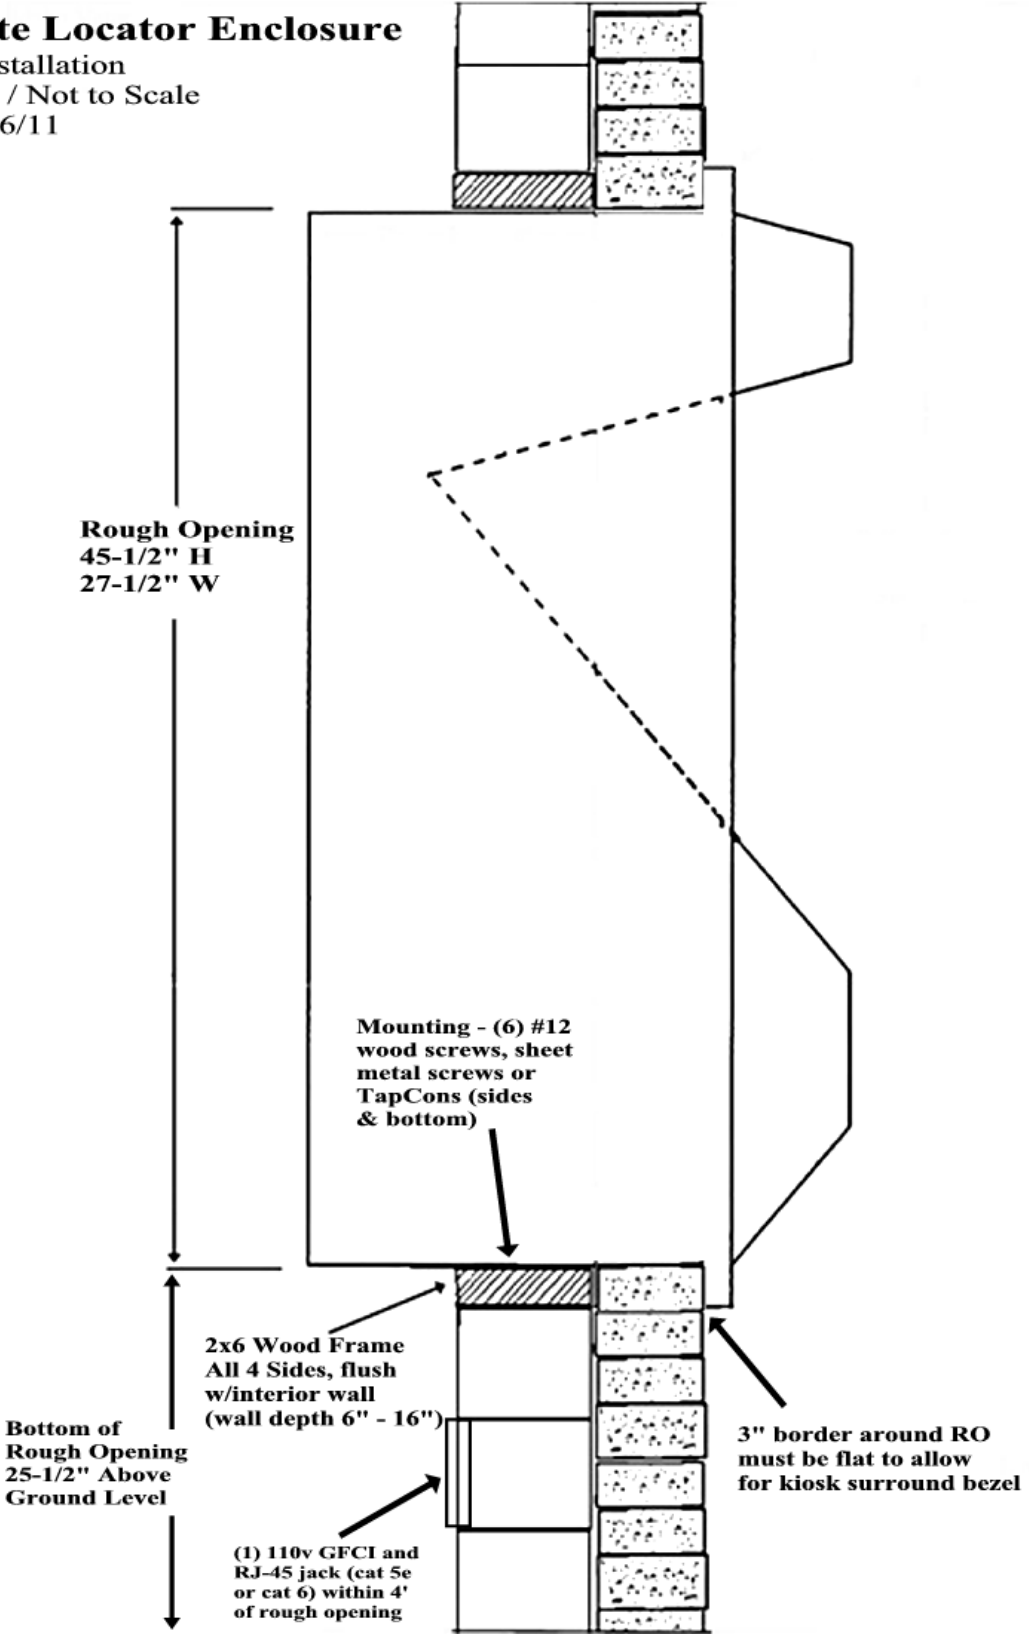 te Locator Enclosure
stallation
/ Not to Scale
6/11
Rough Opening
45-1/2" H
27-1/2" W
Mounting - (6) #12
wood screws, sheet
metal screws or
TapCons (sides
& bottom)
2x6 Wood Frame
All 4 Sides, flush
w/interior wall
(wall depth 6" - 16")
Bottom of
Rough Opening
25-1/2" Above
Ground Level
3" border around RO
must be flat to allow
for kiosk surround bezel
(1) 110v GFCI and
RJ-45 jack (cat 5e
or cat 6) within 4'
of rough opening